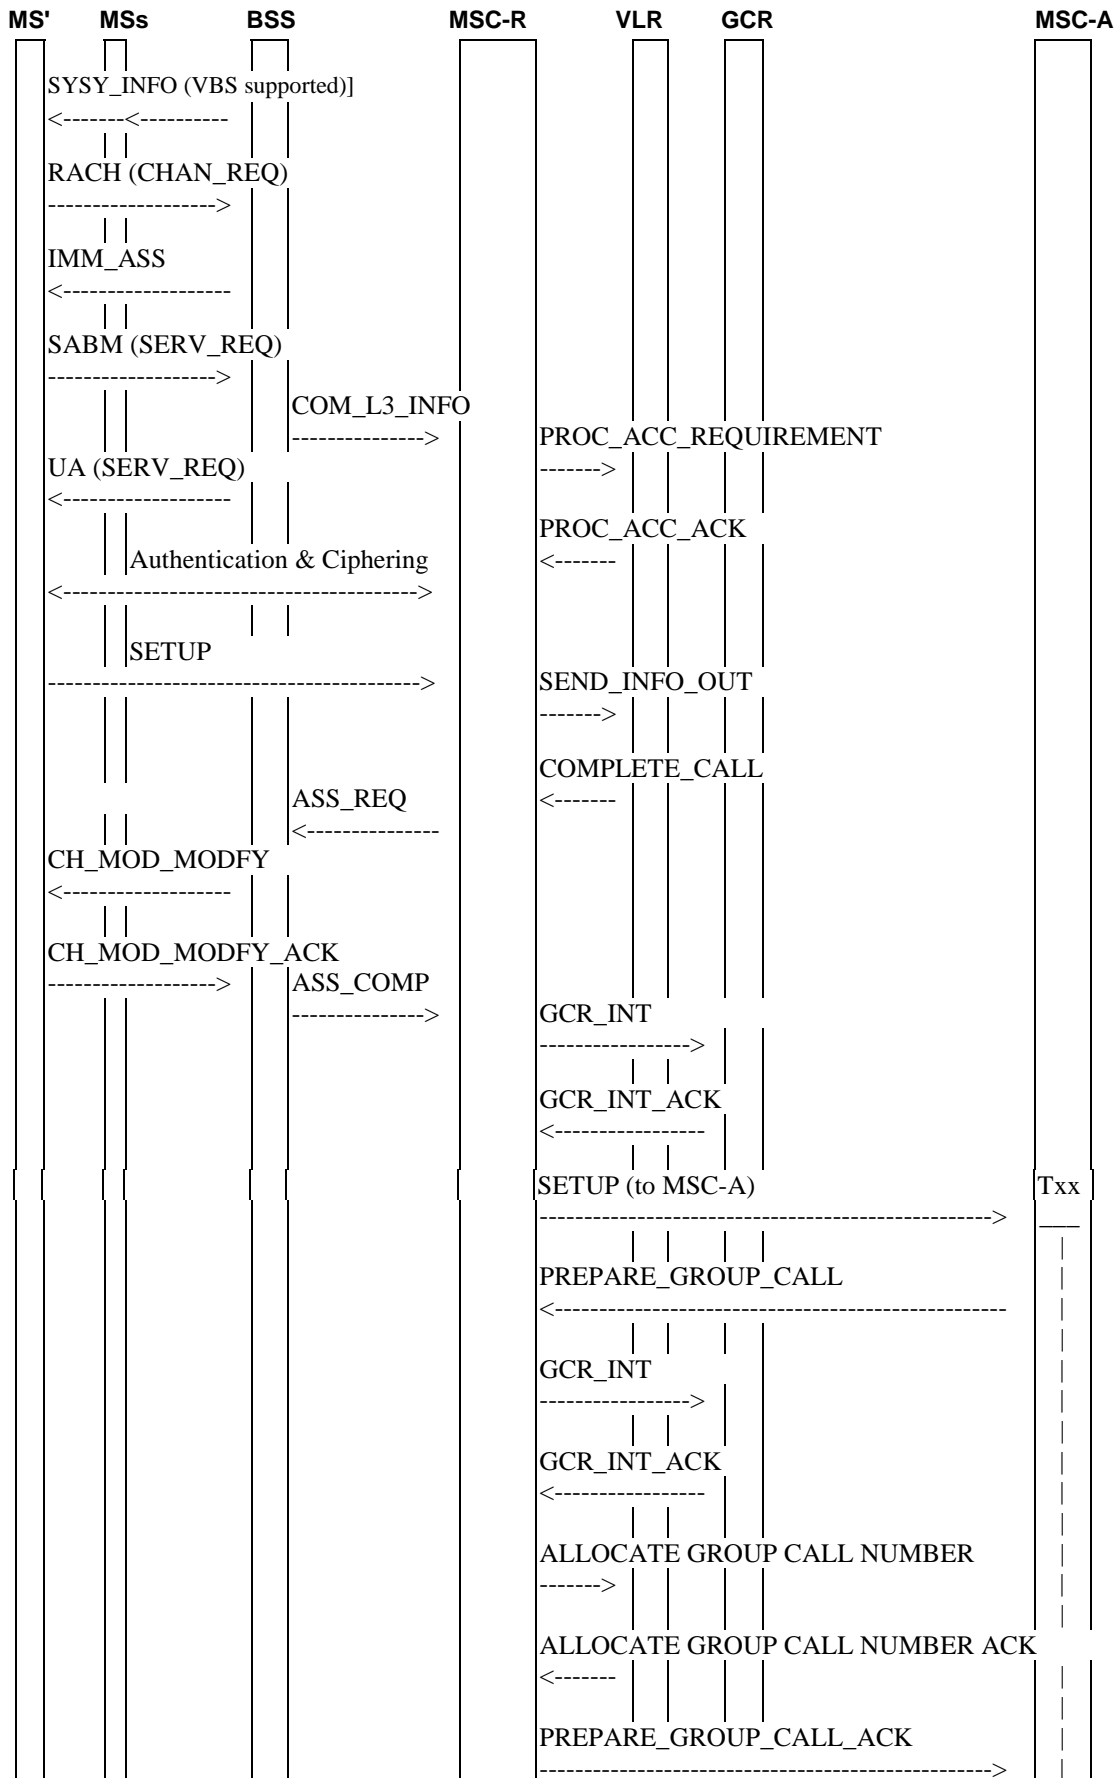 MS' MSs BSS MSC-R VLR GCR MSC-A
SYSY_INFO (VBS supported)]
<-------<----------
RACH (CHAN_REQ)
------------------->
IMM_ASS
<-------------------
SABM (SERV_REQ)
------------------->
COM_L3_INFO
--------------->
PROC_ACC_REQUIREMENT
------->
UA (SERV_REQ)
<-------------------
PROC_ACC_ACK
<-------
Authentication & Ciphering
<---------------------------------------->
SETUP
------------------------------------------>
SEND_INFO_OUT
------->
COMPLETE_CALL
<-------
ASS_REQ
<---------------
CH_MOD_MODFY
<-------------------
CH_MOD_MODFY_ACK
------------------->
ASS_COMP
--------------->
GCR_INT
----------------->
GCR_INT_ACK
<-----------------
SETUP (to MSC-A) Txx
---------------------------------------------------> ___
PREPARE_GROUP_CALL
<---------------------------------------------------
GCR_INT
----------------->
GCR_INT_ACK
<-----------------
ALLOCATE GROUP CALL NUMBER
------->
ALLOCATE GROUP CALL NUMBER ACK
<-------
PREPARE_GROUP_CALL_ACK
--------------------------------------------------->